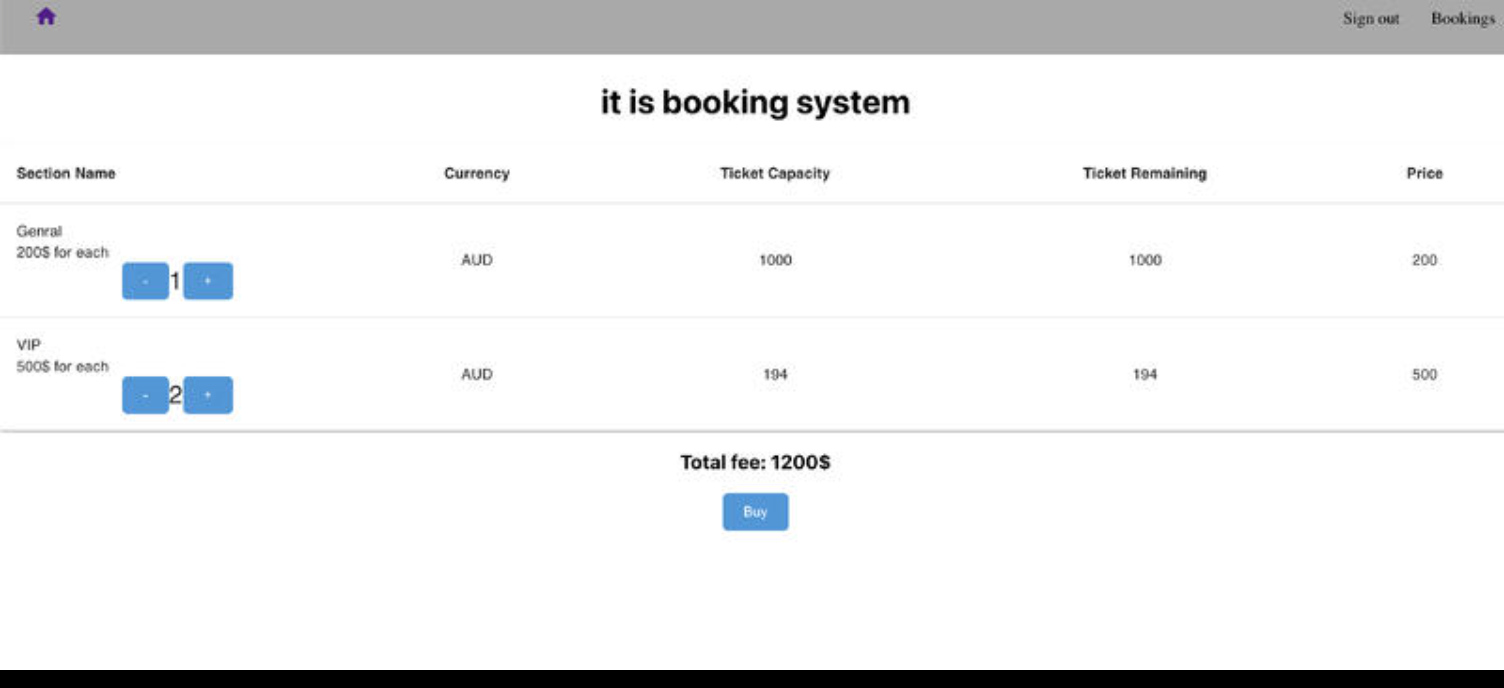 Sign out Bookings
it is booking system
Section Name Currency Ticket Capacity Ticket Remaining Price
Genral
200$ for each
- 1 + AUD 1000 1000 200
VIP
500$ for each
- 2 + AUD 194 194 500
Total fee: 1200$
Buy